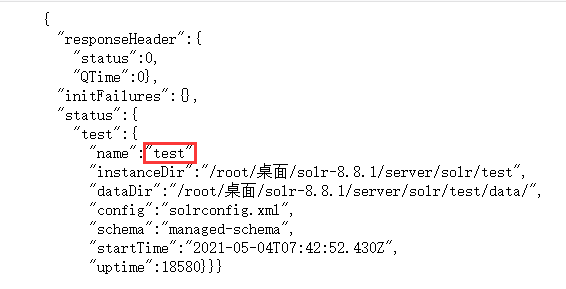 {
"responseHeader":{
"status":0,
"QTime":0},
"initFailures":{},
"status":{
"test":{
"name":"test"
"instanceDir":"/root/桌面/solr-8.8.1/server/solr/test",
"dataDir":"/root/桌面/solr-8.8.1/server/solr/test/data/",
"config":"solrconfig.xml",
"schema":"managed-schema",
"startTime":"2021-05-04T07:42:52.430Z",
"uptime":18580}}}